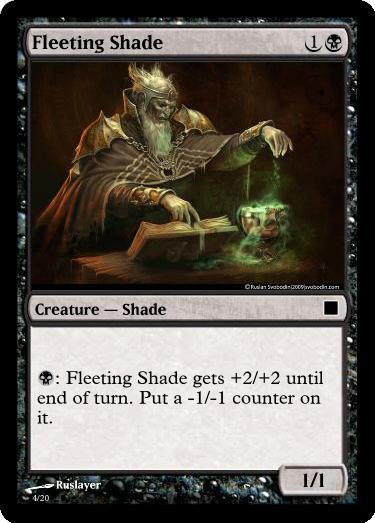 Fleeting Shade 1
©Ruslan Svobodin|2009|svobodin.com
Creature — Shade
: Fleeting Shade gets +2/+2 until
end of turn. Put a -1/-1 counter on
it.
1/1
Ruslayer
4/20